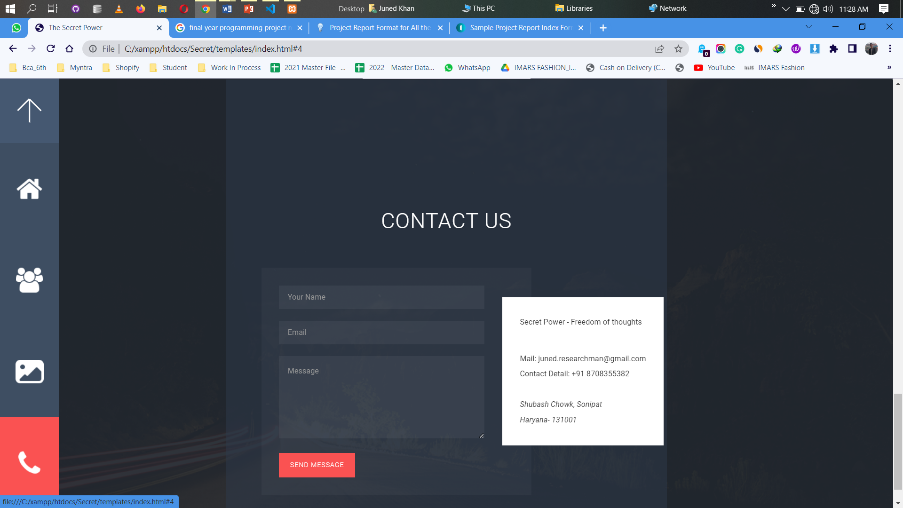 Desktop
Juned Khan
This PC
Libraries
Network
»
11:28 AM
The Secret Power
final year programming project r
Project Report Format for All the
Sample Project Report Index Form
File | C:/xampp/htdocs/Secret/templates/index.html#4
Bca_6th
Myntra
Shopify
Student
Work In Process
2021 Master File ...
2022 Master Data...
WhatsApp
IMARS FASHION_I...
Cash on Delivery (C...
YouTube
IMARS Fashion
»
CONTACT US
Your Name
Email
Message
SEND MESSAGE
Secret Power - Freedom of thoughts
Mail: juned.researchman@gmail.com
Contact Detail: +91 8708355382
Shubash Chowk, Sonipat
Haryana- 131001
file:///C:/xampp/htdocs/Secret/templates/index.html#4